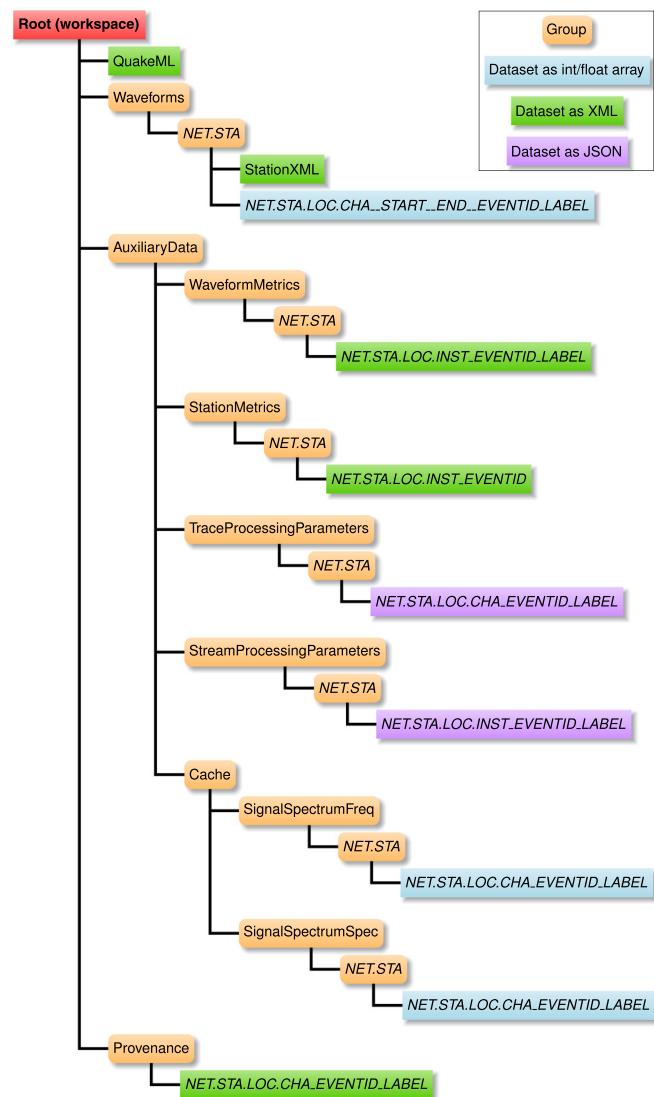 Root (workspace)
QuakeML
Waveforms
NET.STA
StationXML
NET.STA.LOC.CHA__START__END__EVENTID_LABEL
AuxiliaryData
WaveformMetrics
NET.STA
NET.STA.LOC.INST_EVENTID_LABEL
StationMetrics
NET.STA
NET.STA.LOC.INST_EVENTID
TraceProcessingParameters
NET.STA
NET.STA.LOC.CHA_EVENTID_LABEL
StreamProcessingParameters
NET.STA
NET.STA.LOC.INST_EVENTID_LABEL
Cache
SignalSpectrumFreq
NET.STA
NET.STA.LOC.CHA_EVENTID_LABEL
SignalSpectrumSpec
NET.STA
NET.STA.LOC.CHA_EVENTID_LABEL
Provenance
NET.STA.LOC.CHA_EVENTID_LABEL
Group
Dataset as int/float array
Dataset as XML
Dataset as JSON